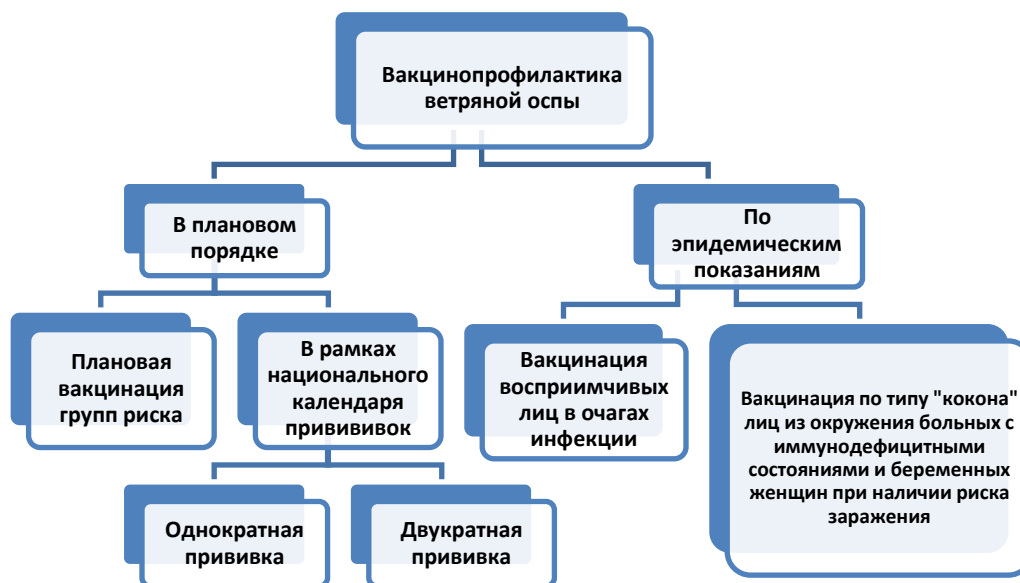 Вакцинопрофилактика
ветряной оспы
В плановом
порядке
По
эпидемическим
показаниям
Плановая
вакцинация
групп риска
В рамках
национального
календаря
привививок
Вакцинация
восприимчивых
лиц в очагах
инфекции
Вакцинация по типу "кокона"
лиц из окружения больных с
иммунодефицитными
состояниями и беременных
женщин при наличии риска
заражения
Однократная
прививка
Двукратная
прививка